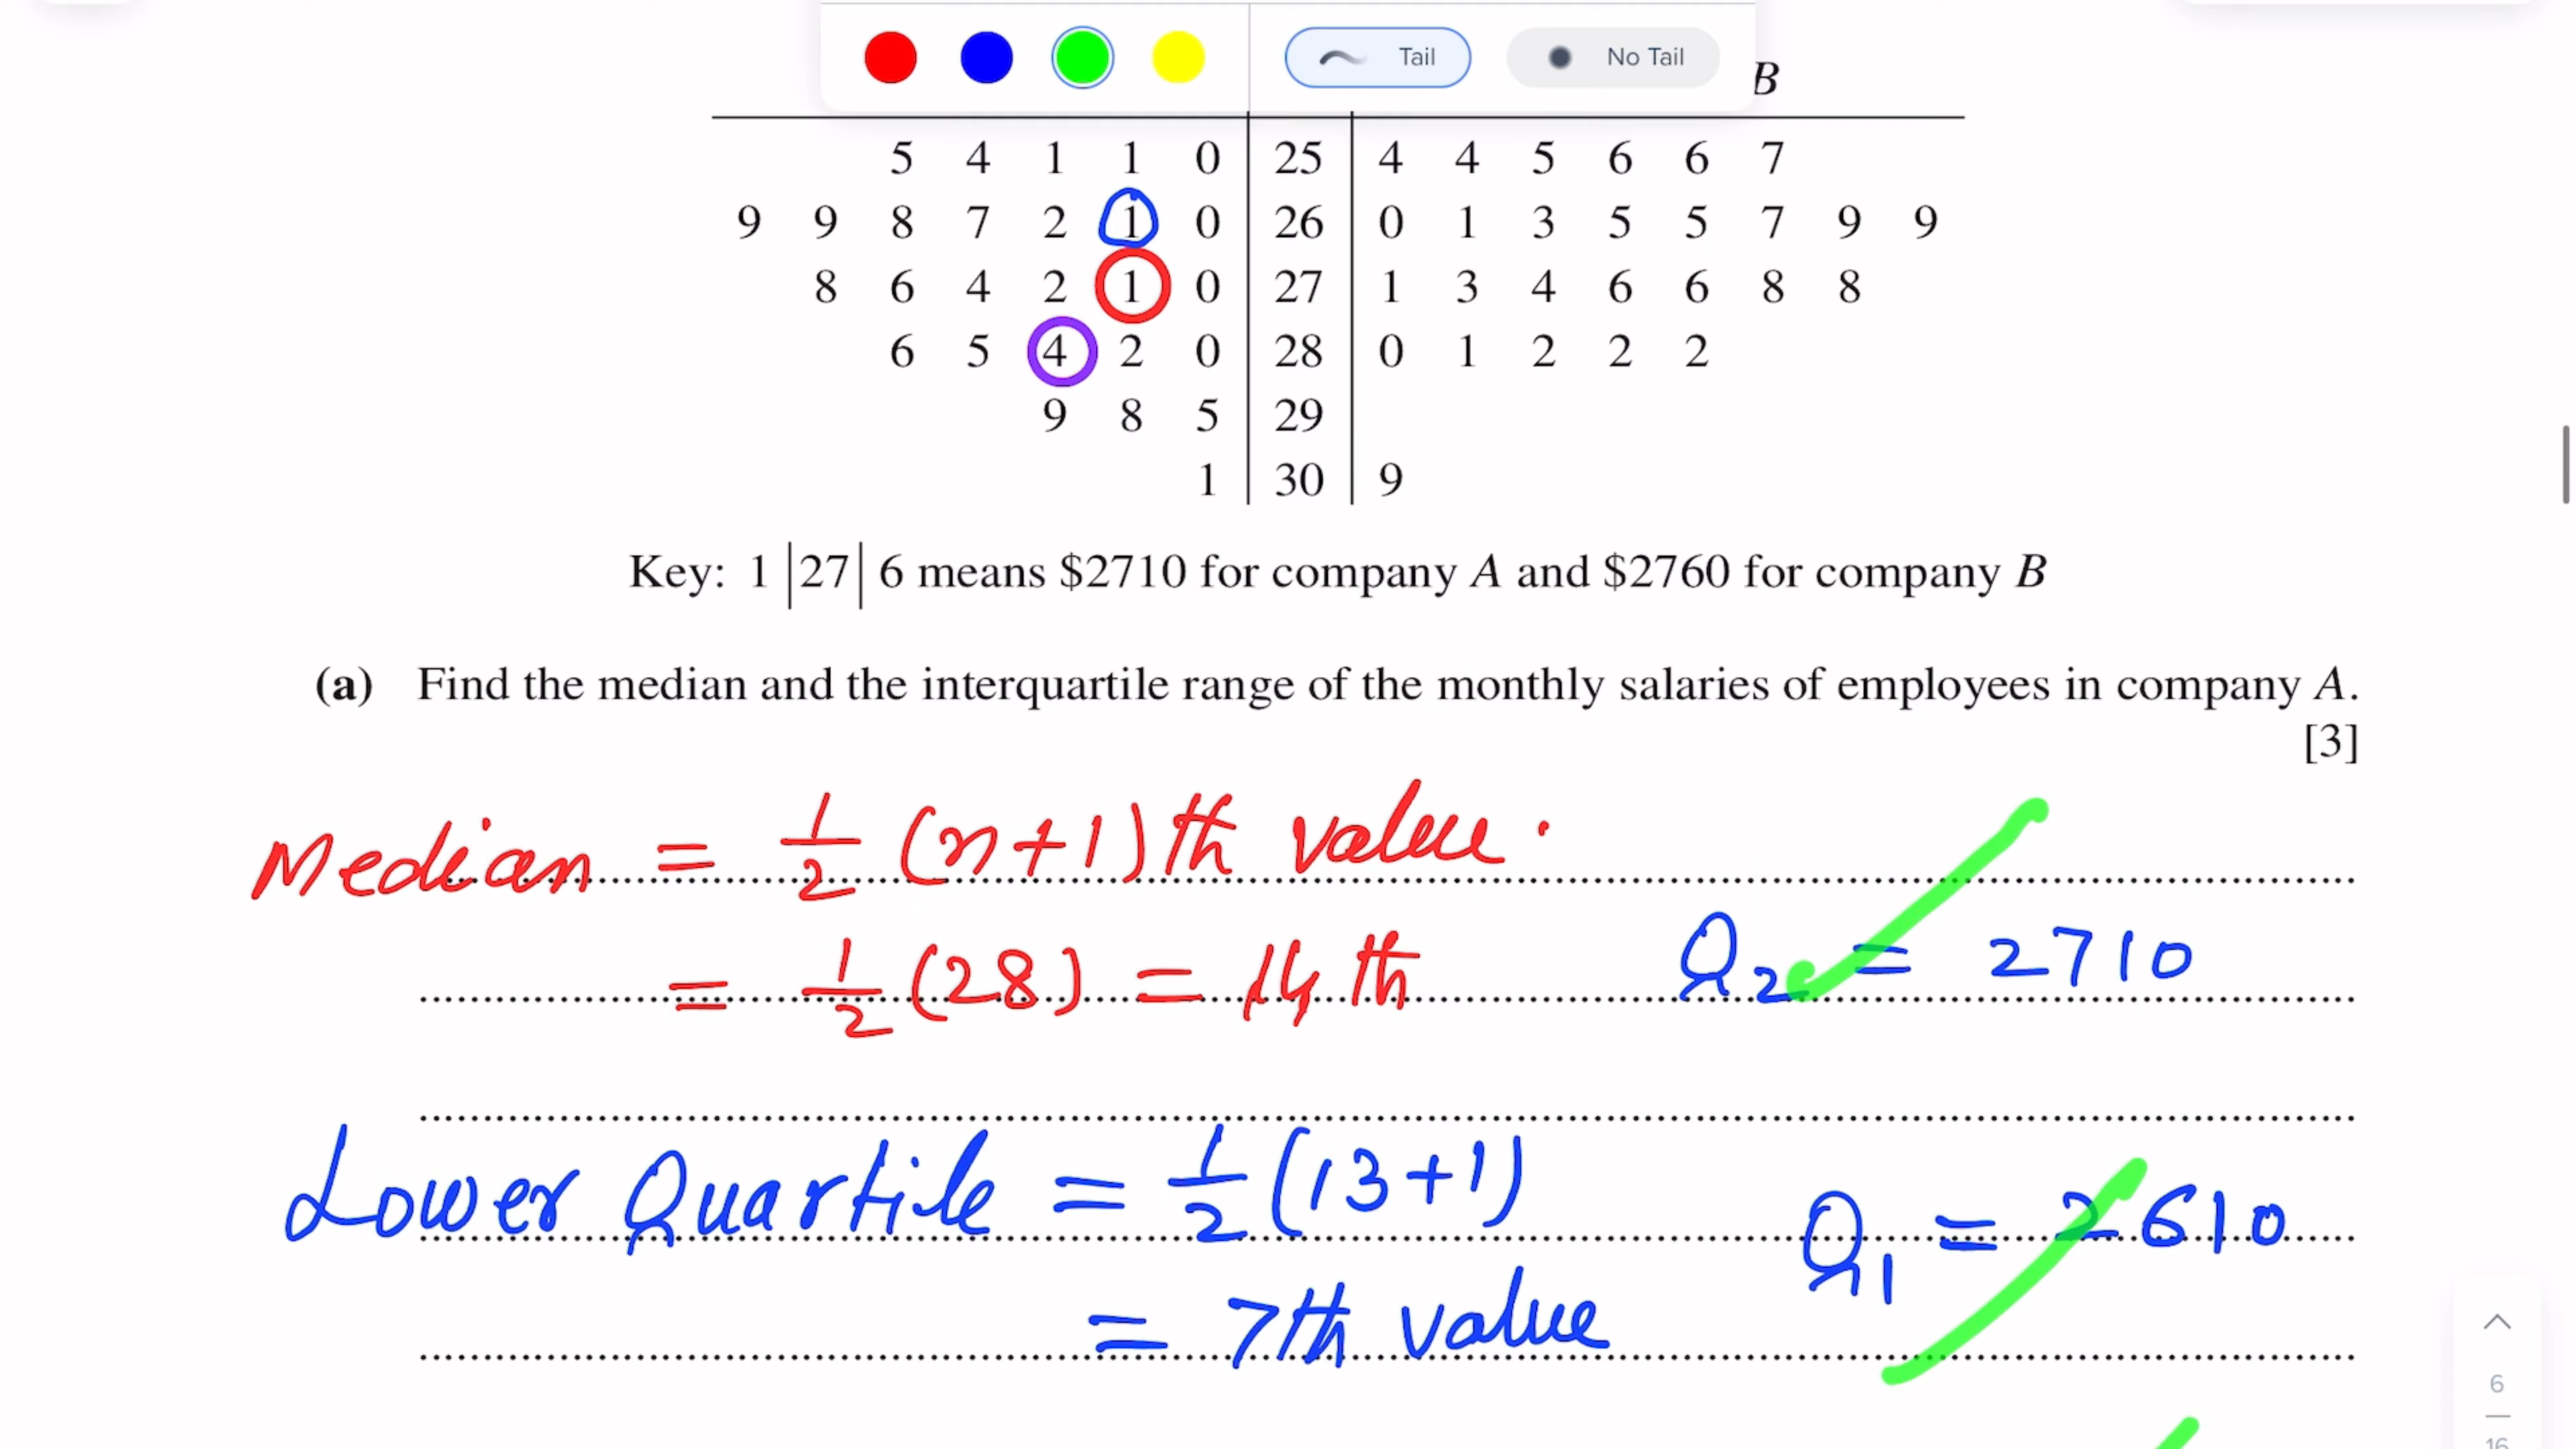 Tail No Tail
B
5 4 1 1 0 25 4 4 5 6 6 7
9 9 8 7 2 1 0 26 0 1 3 5 5 7 9 9
8 6 4 2 1 0 27 1 3 4 6 6 8 8
6 5 4 2 0 28 0 1 2 2 2
9 8 5 29
1 30 9
Key: 1 |27| 6 means $2710 for company A and $2760 for company B
(a) Find the median and the interquartile range of the monthly salaries of employees in company A.
[3]
Median = 1/2 (n+1)th value.
= 1/2 (28) = 14 th
Q2 = 2710
Lower Quartile = 1/2 (13+1)
Q1 = 2610
= 7th value
6
16